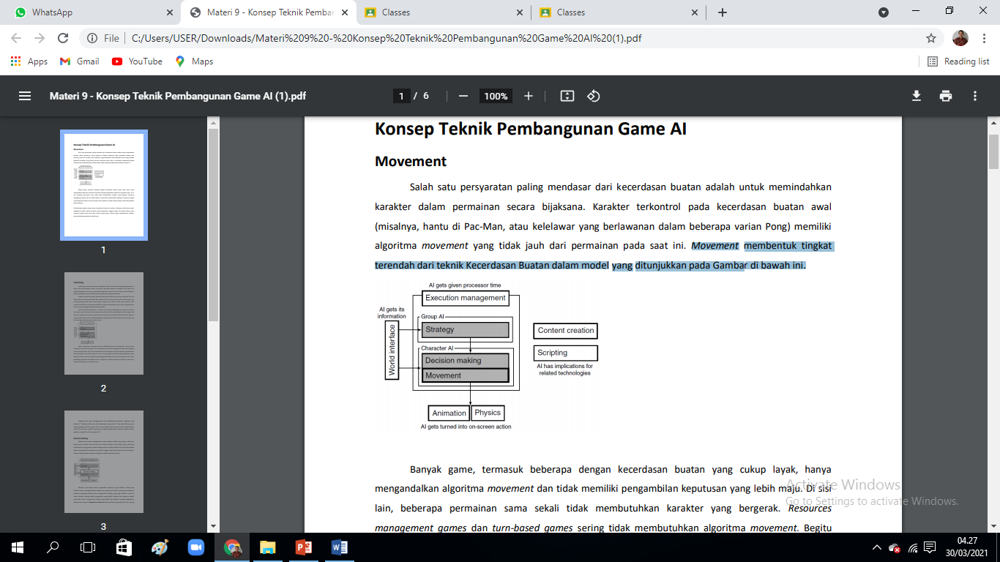 WhatsApp
Materi 9 - Konsep Teknik Pembar
Classes
Classes
File
C:/Users/USER/Downloads/Materi%209%20-%20Konsep%20Teknik%20Pembangunan%20Game%20AI%20(1).pdf
Apps
Gmail
YouTube
Maps
Reading list
Materi 9 - Konsep Teknik Pembangunan Game AI (1).pdf
1 / 6
100%
1
2
3
Konsep Teknik Pembangunan Game AI
Movement
Salah satu persyaratan paling mendasar dari kecerdasan buatan adalah untuk memindahkan
karakter dalam permainan secara bijaksana. Karakter terkontrol pada kecerdasan buatan awal
(misalnya, hantu di Pac-Man, atau kelelawar yang berlawanan dalam beberapa varian Pong) memiliki
algoritma movement yang tidak jauh dari permainan pada saat ini. Movement membentuk tingkat
terendah dari teknik Kecerdasan Buatan dalam model yang ditunjukkan pada Gambar di bawah ini.
AI gets given processor time
Execution management
AI gets its
information
World interface
Group AI
Strategy
Character AI
Decision making
Movement
Animation
Physics
AI gets turned into on-screen action
Content creation
Scripting
AI has implications for
related technologies
Banyak game, termasuk beberapa dengan kecerdasan buatan yang cukup layak, hanya
mengandalkan algoritma movement dan tidak memiliki pengambilan keputusan yang lebih maju. Di sisi
lain, beberapa permainan sama sekali tidak membutuhkan karakter yang bergerak. Resources
management games dan turn-based games sering tidak membutuhkan algoritma movement. Begitu
Activate Windows
Go to Settings to activate Windows.
04.27
30/03/2021